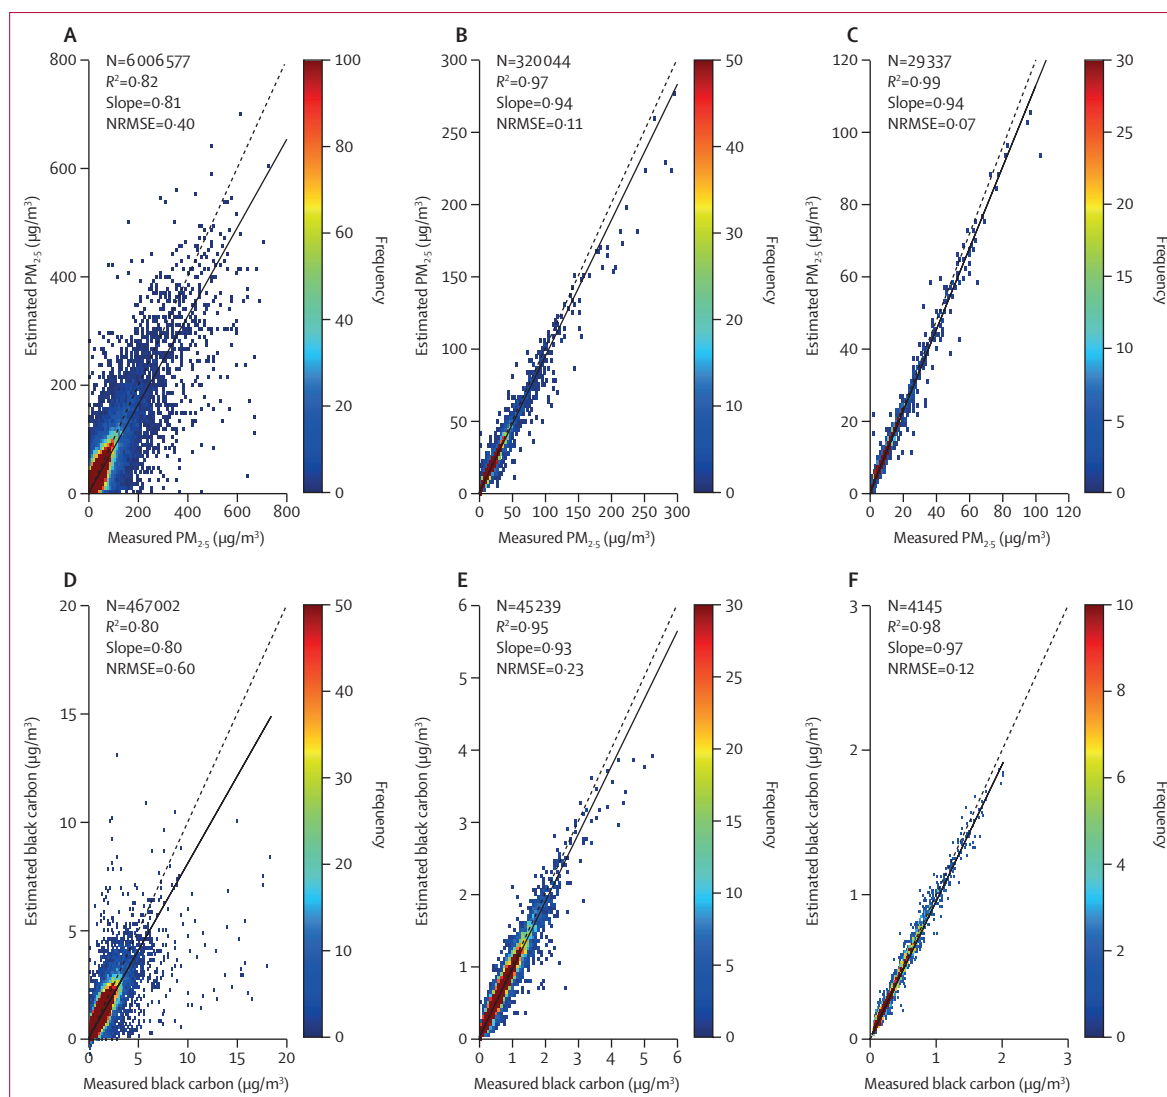 A
N=6 006 577
R²=0·82
Slope=0·81
NRMSE=0·40
800
600
400
200
0
Estimated PM₂·₅ (µg/m³)
0 200 400 600 800
Measured PM₂·₅ (µg/m³)
100
80
60
40
20
0
Frequency
B
N=320 044
R²=0·97
Slope=0·94
NRMSE=0·11
300
250
200
150
100
50
0
Estimated PM₂·₅ (µg/m³)
0 50 100 150 200 250 300
Measured PM₂·₅ (µg/m³)
50
40
30
20
10
0
Frequency
C
N=29 337
R²=0·99
Slope=0·94
NRMSE=0·07
120
100
80
60
40
20
0
Estimated PM₂·₅ (µg/m³)
0 20 40 60 80 100 120
Measured PM₂·₅ (µg/m³)
30
25
20
15
10
5
0
Frequency
D
N=467 002
R²=0·80
Slope=0·80
NRMSE=0·60
20
15
10
5
0
Estimated black carbon (µg/m³)
0 5 10 15 20
Measured black carbon (µg/m³)
50
40
30
20
10
0
Frequency
E
N=45 239
R²=0·95
Slope=0·93
NRMSE=0·23
6
5
4
3
2
1
0
Estimated black carbon (µg/m³)
0 1 2 3 4 5 6
Measured black carbon (µg/m³)
30
25
20
15
10
5
0
Frequency
F
N=4145
R²=0·98
Slope=0·97
NRMSE=0·12
3
2
1
0
Estimated black carbon (µg/m³)
0 1 2 3
Measured black carbon (µg/m³)
10
8
6
4
2
0
Frequency